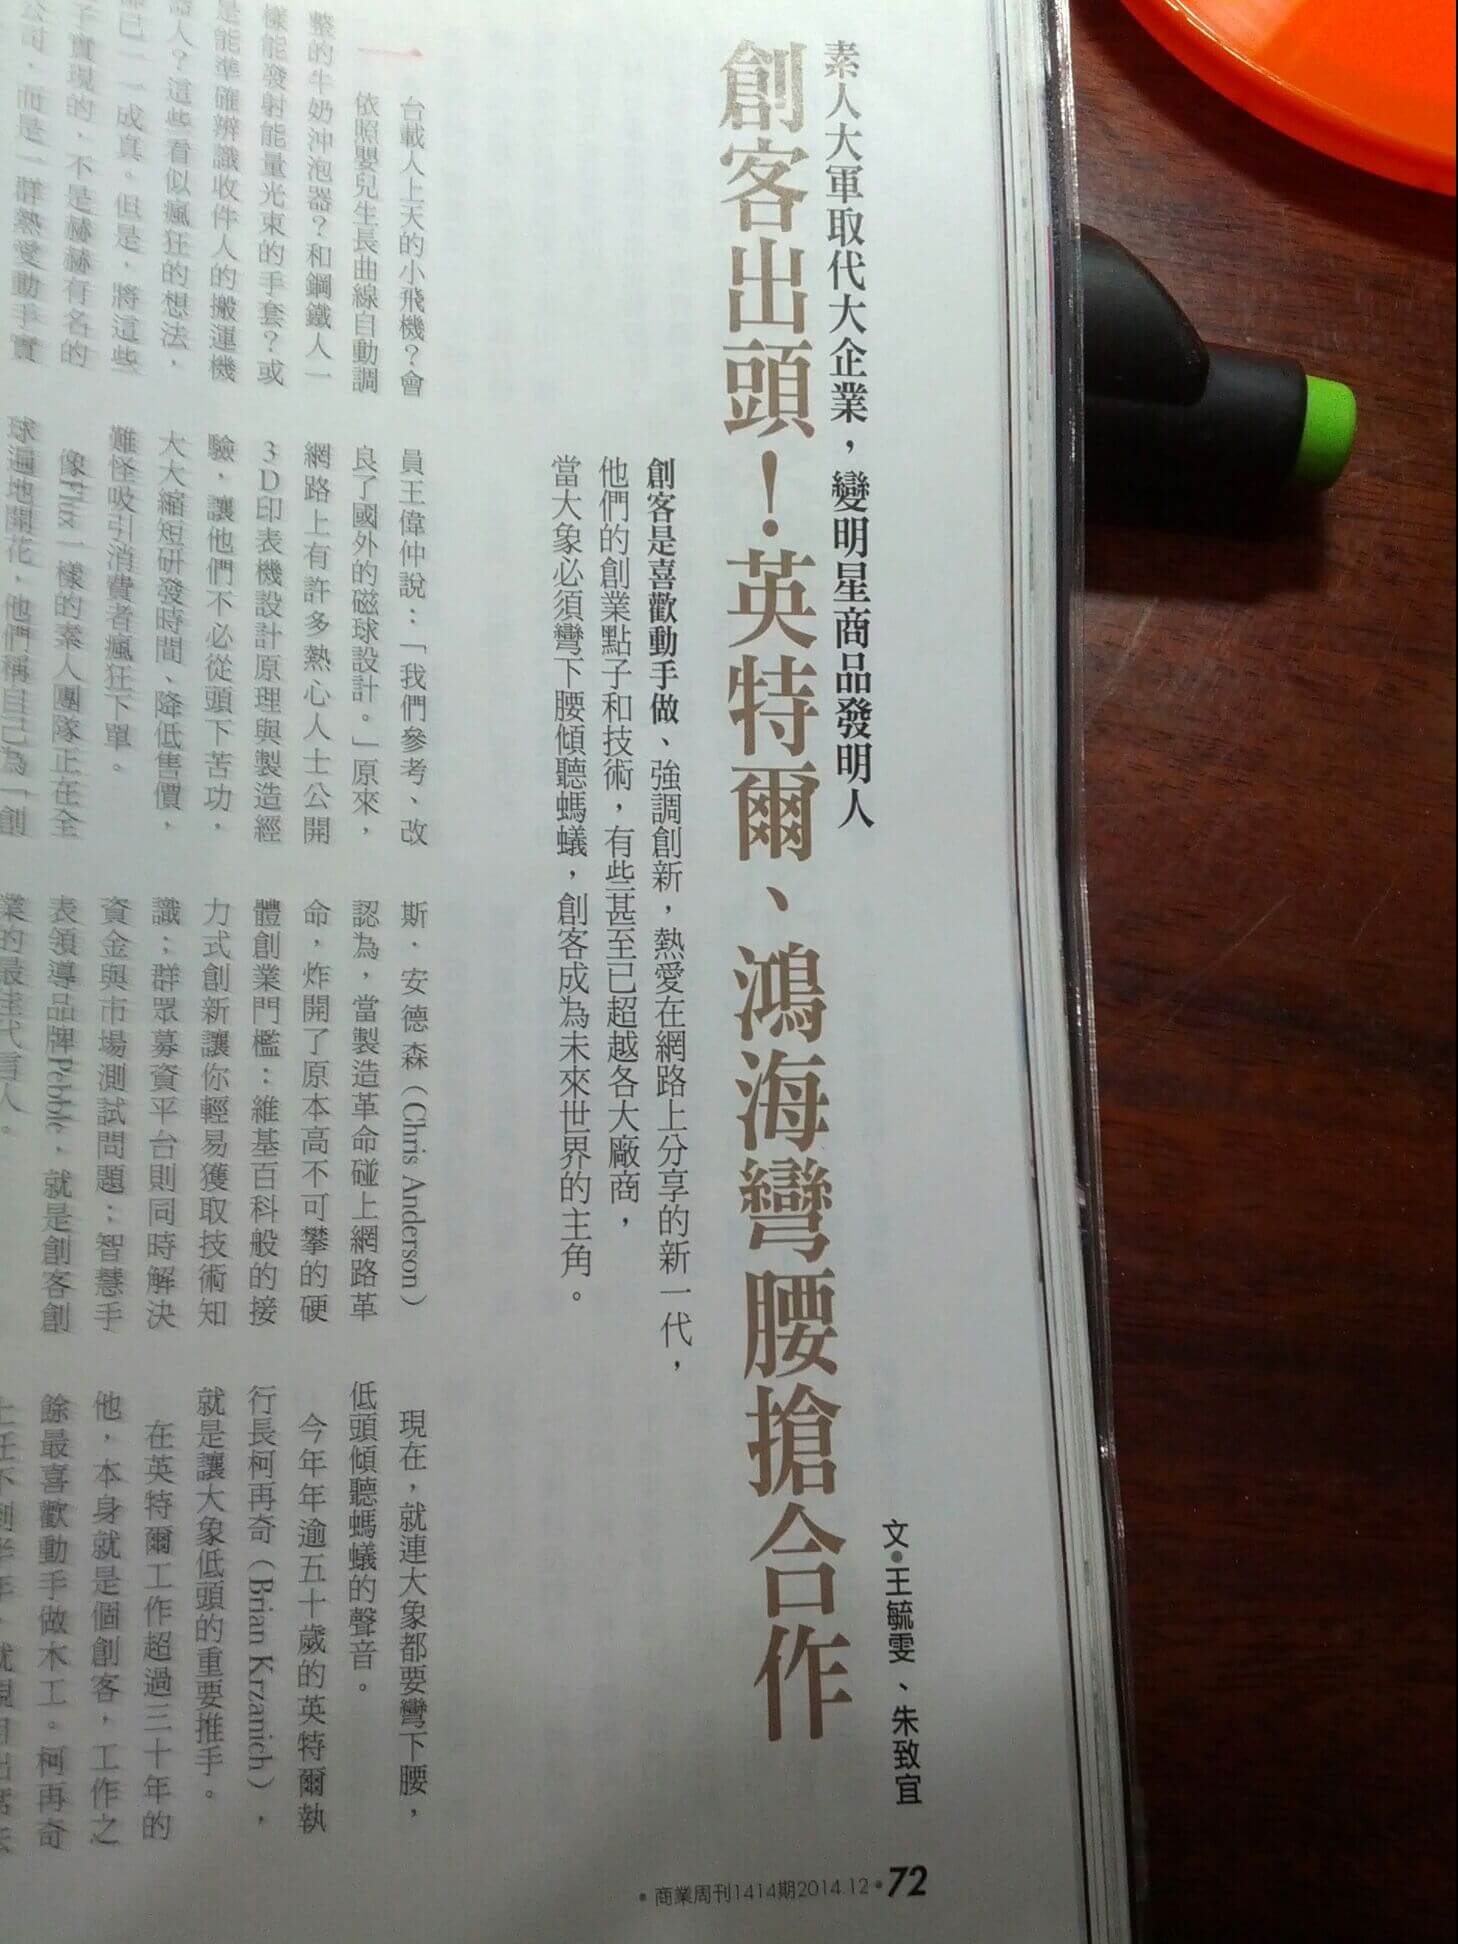 素人大軍取代大企業，變明星商品發明人
創客出頭！英特爾、鴻海彎腰搶合作
文•王毓雯、朱致宜
創客是喜歡動手做、強調創新，熱愛在網路上分享的新一代，
他們的創業點子和技術，有些甚至已超越各大廠商，
當大象必須彎下腰傾聽螞蟻，創客成為未來世界的主角。
一台載人上天的小飛機？會
依照嬰兒生長曲線自動調
整的牛奶沖泡器？和鋼鐵人一
樣能發射能量光束的手套？或
是能準確辨識收件人的搬運機
器人？這些看似瘋狂的想法，
都已一一成真。但是，將這些
子實現的，不是赫赫有名的
公司，而是一群熱愛動手實
員王偉仲說：「我們參考、改
良了國外的磁球設計。」原來，
網路上有許多熱心人士公開
3D印表機設計原理與製造經
驗，讓他們不必從頭下苦功，
大大縮短研發時間、降低售價，
難怪吸引消費者瘋狂下單。
像Flux一樣的素人團隊正在全
球遍地開花，他們稱自己為「創
斯．安德森（Chris Anderson）
認為，當製造革命碰上網路革
命，炸開了原本高不可攀的硬
體創業門檻：維基百科般的接
力式創新讓你輕易獲取技術知
識；群眾募資平台則同時解決
資金與市場測試問題；智慧手
表領導品牌Pebble，就是創客創
業的最佳代言人。
現在，就連大象都要彎下腰，
低頭傾聽螞蟻的聲音。
今年年逾五十歲的英特爾執
行長柯再奇（Brian Krzanich），
就是讓大象低頭的重要推手。
在英特爾工作超過三十年的
他，本身就是個創客，工作之
餘最喜歡動手做木工。柯再奇
上任不到半年，就現身出席
•商業周刊1414期2014.12•72